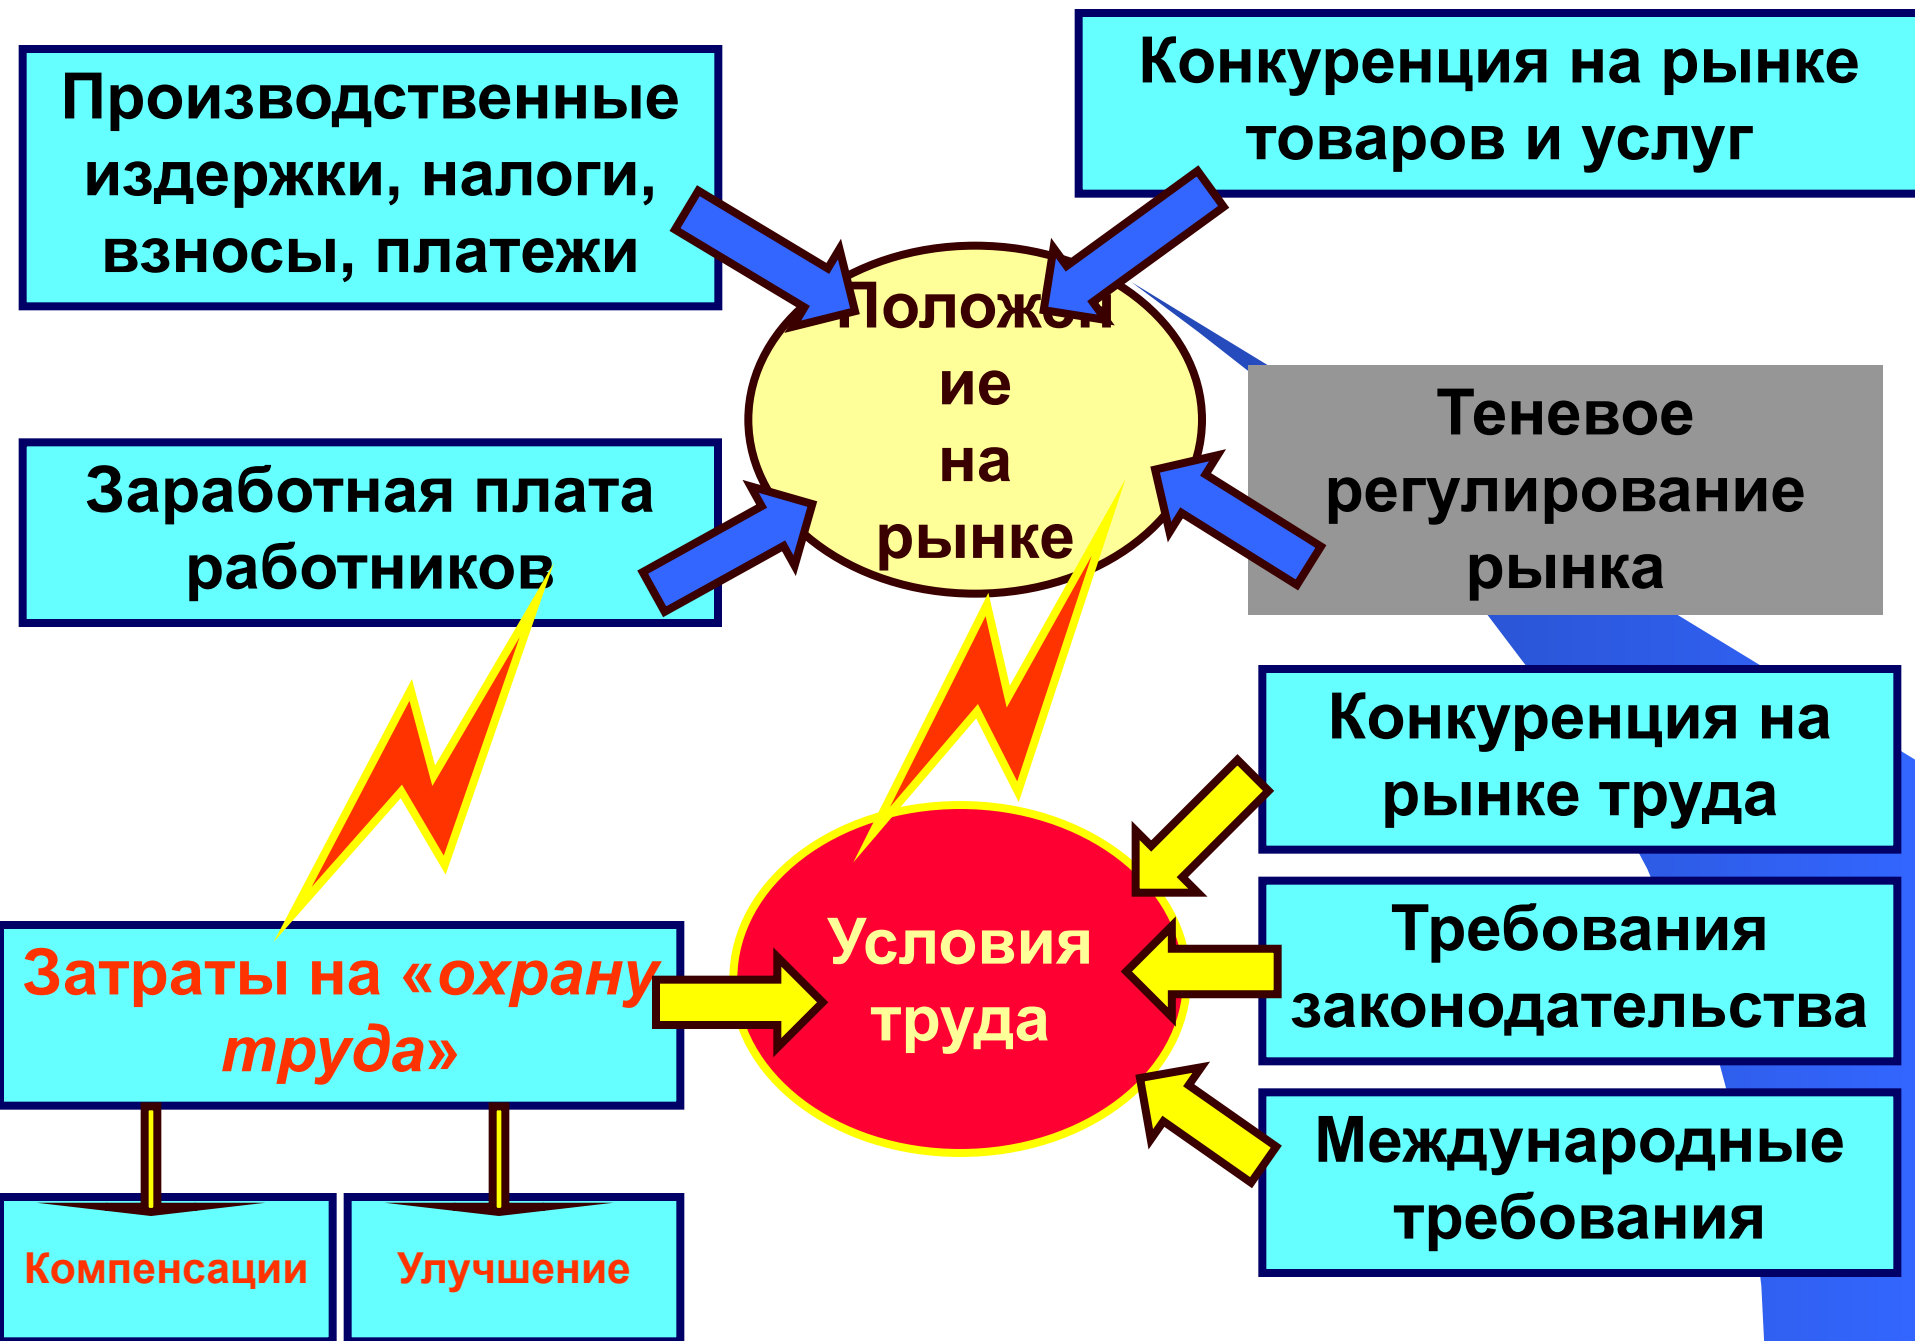 Производственные
издержки, налоги,
взносы, платежи
Конкуренция на рынке
товаров и услуг
Положен
ие
на
рынке
Заработная плата
работников
Теневое
регулирование
рынка
Конкуренция на
рынке труда
Затраты на «охрану
труда»
Условия
труда
Требования
законодательства
Международные
требования
Компенсации
Улучшение